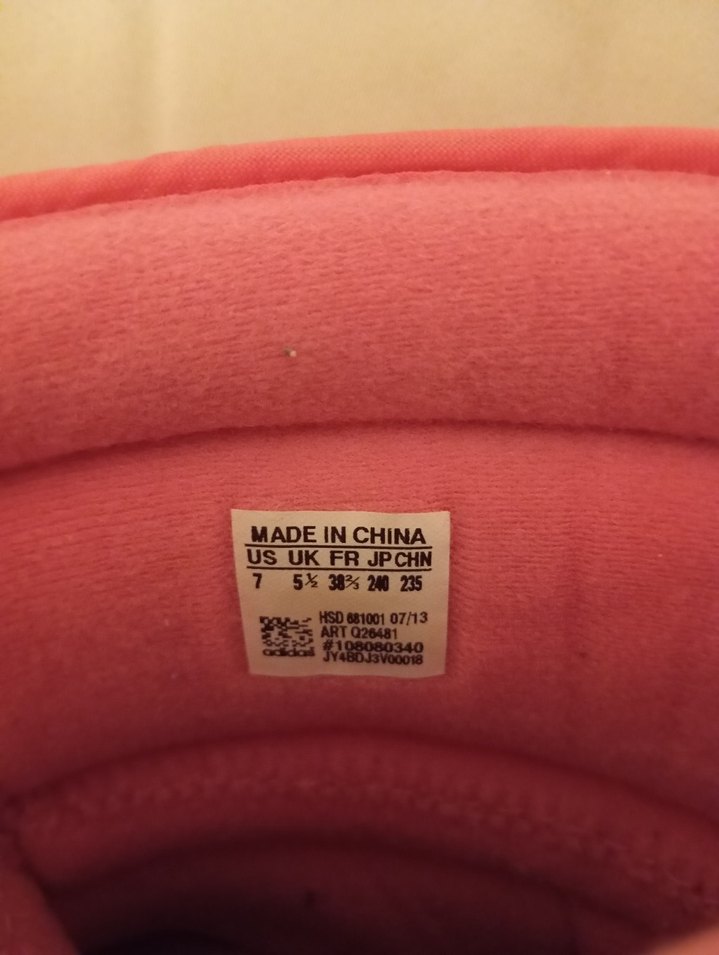 MADE IN CHINA
US UK FR JP CHN
7 5½ 38⅔ 240 235
HSD 681001 07/13
ART Q26481
#108080340
adidas JY4BDJ3V00018